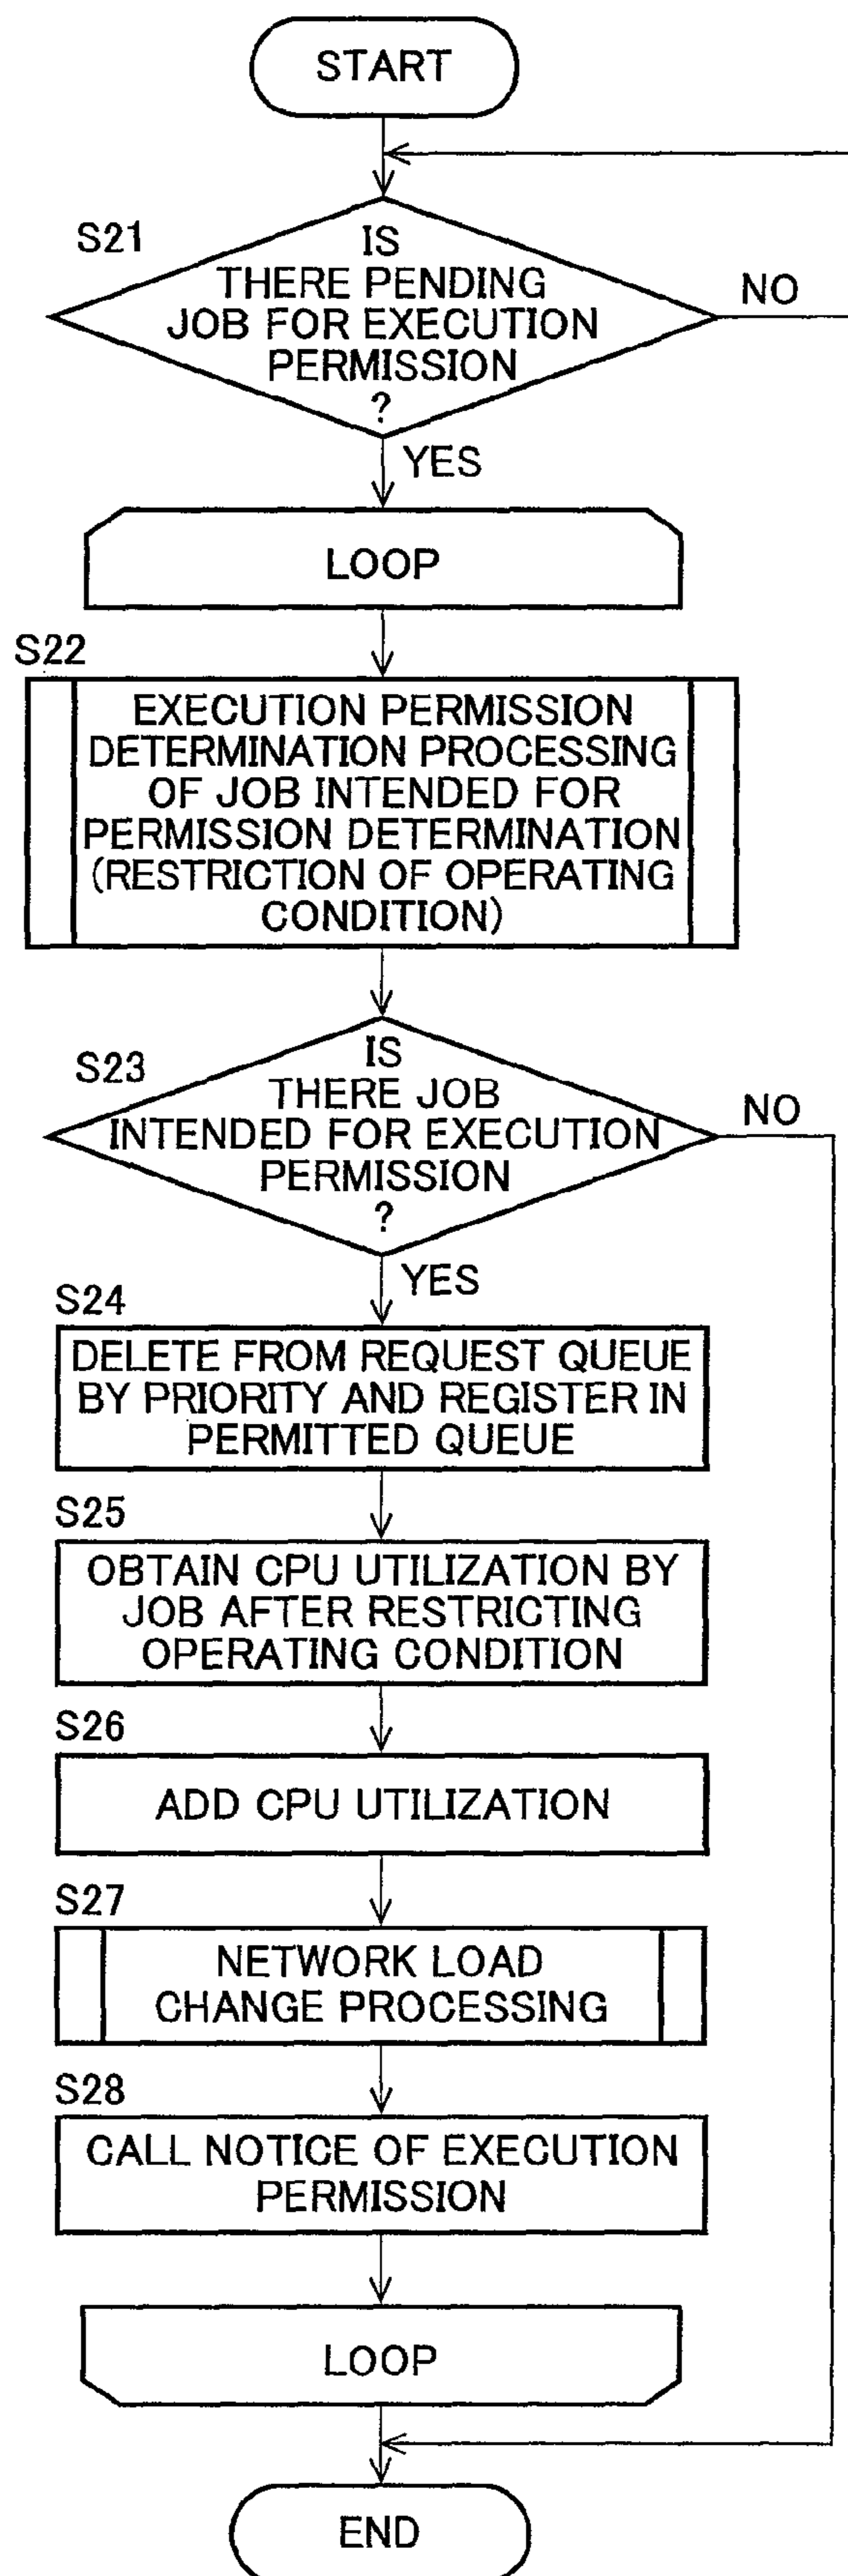 START
S21
IS
THERE PENDING
JOB FOR EXECUTION
PERMISSION
?
NO
YES
LOOP
S22
EXECUTION PERMISSION
DETERMINATION PROCESSING
OF JOB INTENDED FOR
PERMISSION DETERMINATION
(RESTRICTION OF OPERATING
CONDITION)
S23
IS
THERE JOB
INTENDED FOR EXECUTION
PERMISSION
?
NO
YES
S24
DELETE FROM REQUEST QUEUE
BY PRIORITY AND REGISTER IN
PERMITTED QUEUE
S25
OBTAIN CPU UTILIZATION BY
JOB AFTER RESTRICTING
OPERATING CONDITION
S26
ADD CPU UTILIZATION
S27
NETWORK LOAD
CHANGE PROCESSING
S28
CALL NOTICE OF EXECUTION
PERMISSION
LOOP
END